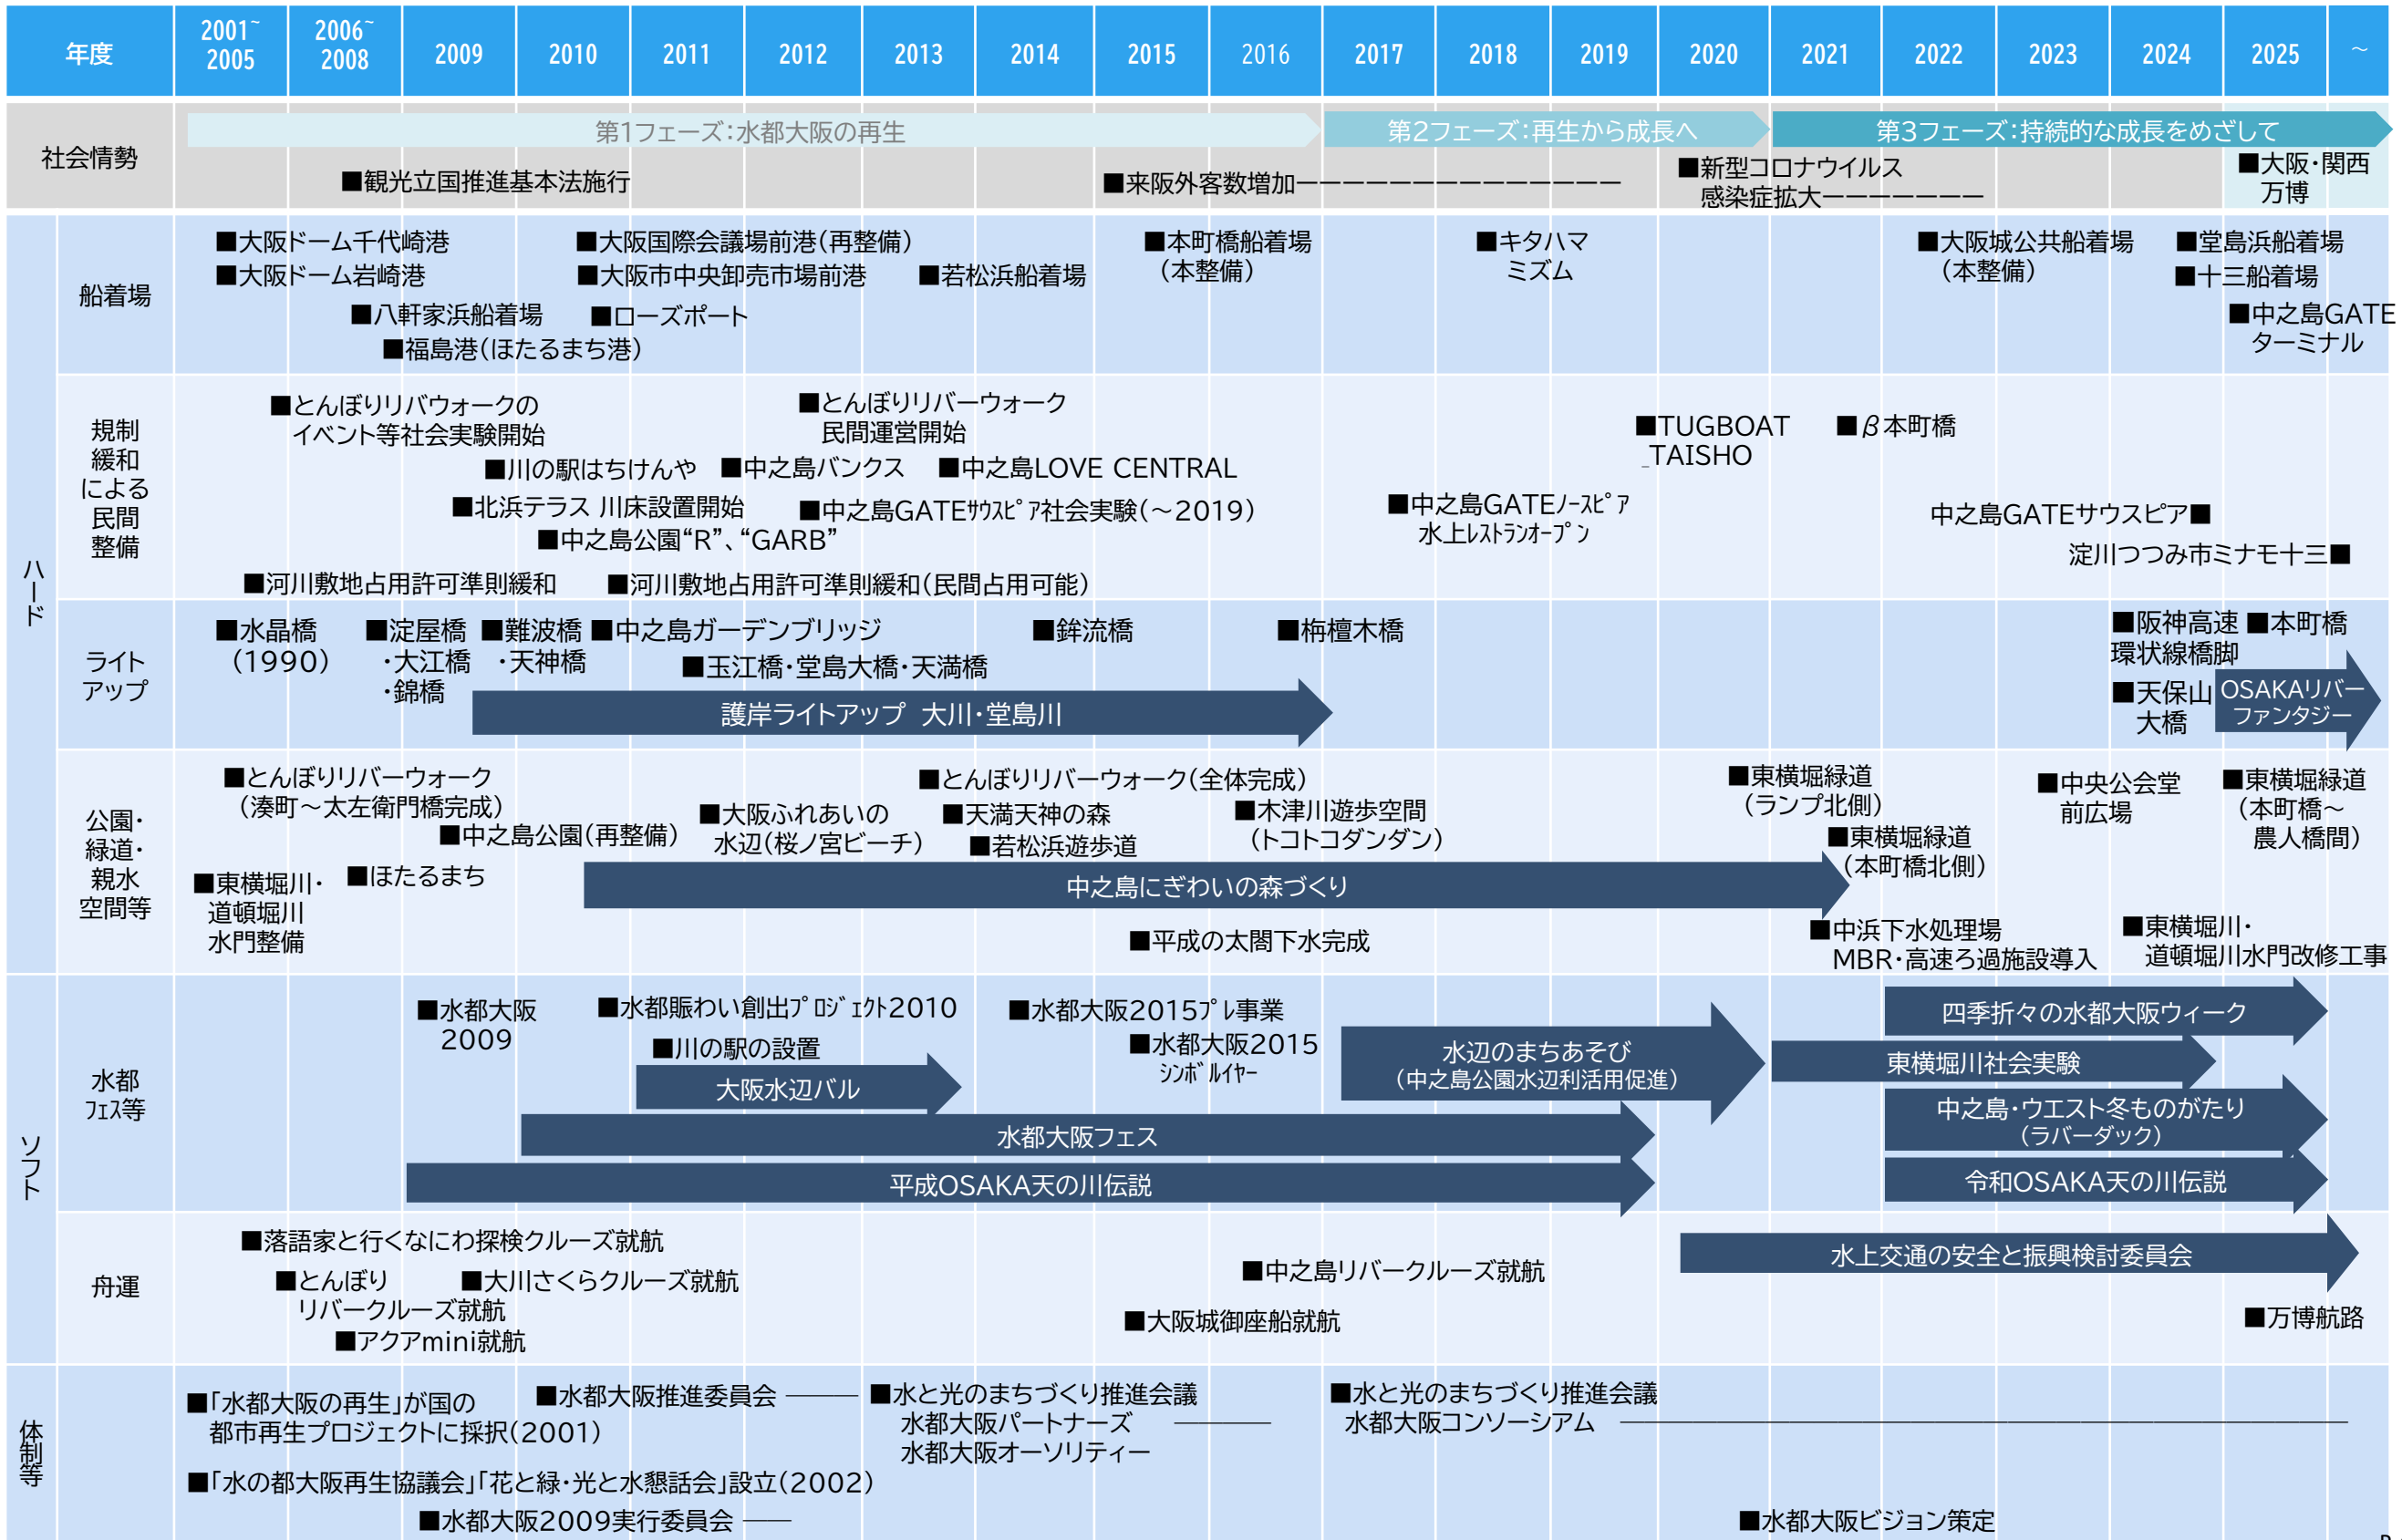 年度
2001~
2005
2006~
2008
2009
2010
2011
2012
2013
2014
2015
2016
2017
2018
2019
2020
2021
2022
2023
2024
2025
～
社会情勢
第1フェーズ：水都大阪の再生
第2フェーズ：再生から成長へ
第3フェーズ：持続的な成長をめざして
■観光立国推進基本法施行
■来阪外客数増加ーーーーーーーーーーーーーー
■新型コロナウイルス
感染症拡大ーーーーーーー
■大阪・関西
万博
ハード
船着場
■大阪ドーム千代崎港
■大阪ドーム岩崎港
■八軒家浜船着場
■福島港（ほたるまち港）
■大阪国際会議場前港（再整備）
■大阪市中央卸売市場前港
■ローズポート
■若松浜船着場
■本町橋船着場
（本整備）
■キタハマ
ミズム
■大阪城公共船着場
（本整備）
■堂島浜船着場
■十三船着場
■中之島GATE
ターミナル
規制
緩和
による
民間
整備
■とんぼりリバウォークの
イベント等社会実験開始
■とんぼりリバーウォーク
民間運営開始
■川の駅はちけんや
■中之島バンクス
■中之島LOVE CENTRAL
■北浜テラス 川床設置開始
■中之島GATEｻｳｽﾋﾟｱ社会実験（～2019）
■中之島公園“R”、“GARB”
■河川敷地占用許可準則緩和
■河川敷地占用許可準則緩和（民間占用可能）
■中之島GATEﾉｰｽﾋﾟｱ
水上ﾚｽﾄﾗﾝｵｰﾌﾟﾝ
■TUGBOAT
_TAISHO
■β本町橋
中之島GATEサウスピア■
淀川つつみ市ミナモ十三■
ライト
アップ
■水晶橋
（1990）
■淀屋橋
・大江橋
・錦橋
■難波橋
・天神橋
■中之島ガーデンブリッジ
■玉江橋・堂島大橋・天満橋
■鉾流橋
■栴檀木橋
護岸ライトアップ 大川・堂島川
■阪神高速
環状線橋脚
■本町橋
■天保山
大橋
OSAKAリバー
ファンタジー
公園・
緑道・
親水
空間等
■とんぼりリバーウォーク
（湊町～太左衛門橋完成）
■中之島公園（再整備）
■東横堀川・
道頓堀川
水門整備
■ほたるまち
■大阪ふれあいの
水辺（桜ノ宮ビーチ）
■とんぼりリバーウォーク（全体完成）
■天満天神の森
■若松浜遊歩道
■木津川遊歩空間
（トコトコダンダン）
中之島にぎわいの森づくり
■平成の太閤下水完成
■東横堀緑道
（ランプ北側）
■東横堀緑道
（本町橋北側）
■中浜下水処理場
MBR・高速ろ過施設導入
■中央公会堂
前広場
■東横堀緑道
（本町橋～
農人橋間）
■東横堀川・
道頓堀川水門改修工事
ソフト
水都
ﾌｪｽ等
■水都大阪
2009
■水都賑わい創出ﾌﾟﾛｼﾞｪｸﾄ2010
■川の駅の設置
大阪水辺バル
■水都大阪2015ﾌﾟﾚ事業
■水都大阪2015
ｼﾝﾎﾞﾙｲﾔｰ
水都大阪フェス
平成OSAKA天の川伝説
水辺のまちあそび
（中之島公園水辺利活用促進）
四季折々の水都大阪ウィーク
東横堀川社会実験
中之島・ウエスト冬ものがたり
（ラバーダック）
令和OSAKA天の川伝説
舟運
■落語家と行くなにわ探検クルーズ就航
■とんぼり
リバークルーズ就航
■大川さくらクルーズ就航
■アクアmini就航
■中之島リバークルーズ就航
■大阪城御座船就航
水上交通の安全と振興検討委員会
■万博航路
体制等
■「水都大阪の再生」が国の
都市再生プロジェクトに採択（2001）
■水都大阪推進委員会 ―――
■水と光のまちづくり推進会議
水都大阪パートナーズ ――――
水都大阪オーソリティー
■水と光のまちづくり推進会議
水都大阪コンソーシアム ――――――――――――――――――
■「水の都大阪再生協議会」「花と緑・光と水懇話会」設立（2002）
■水都大阪2009実行委員会 ――
■水都大阪ビジョン策定